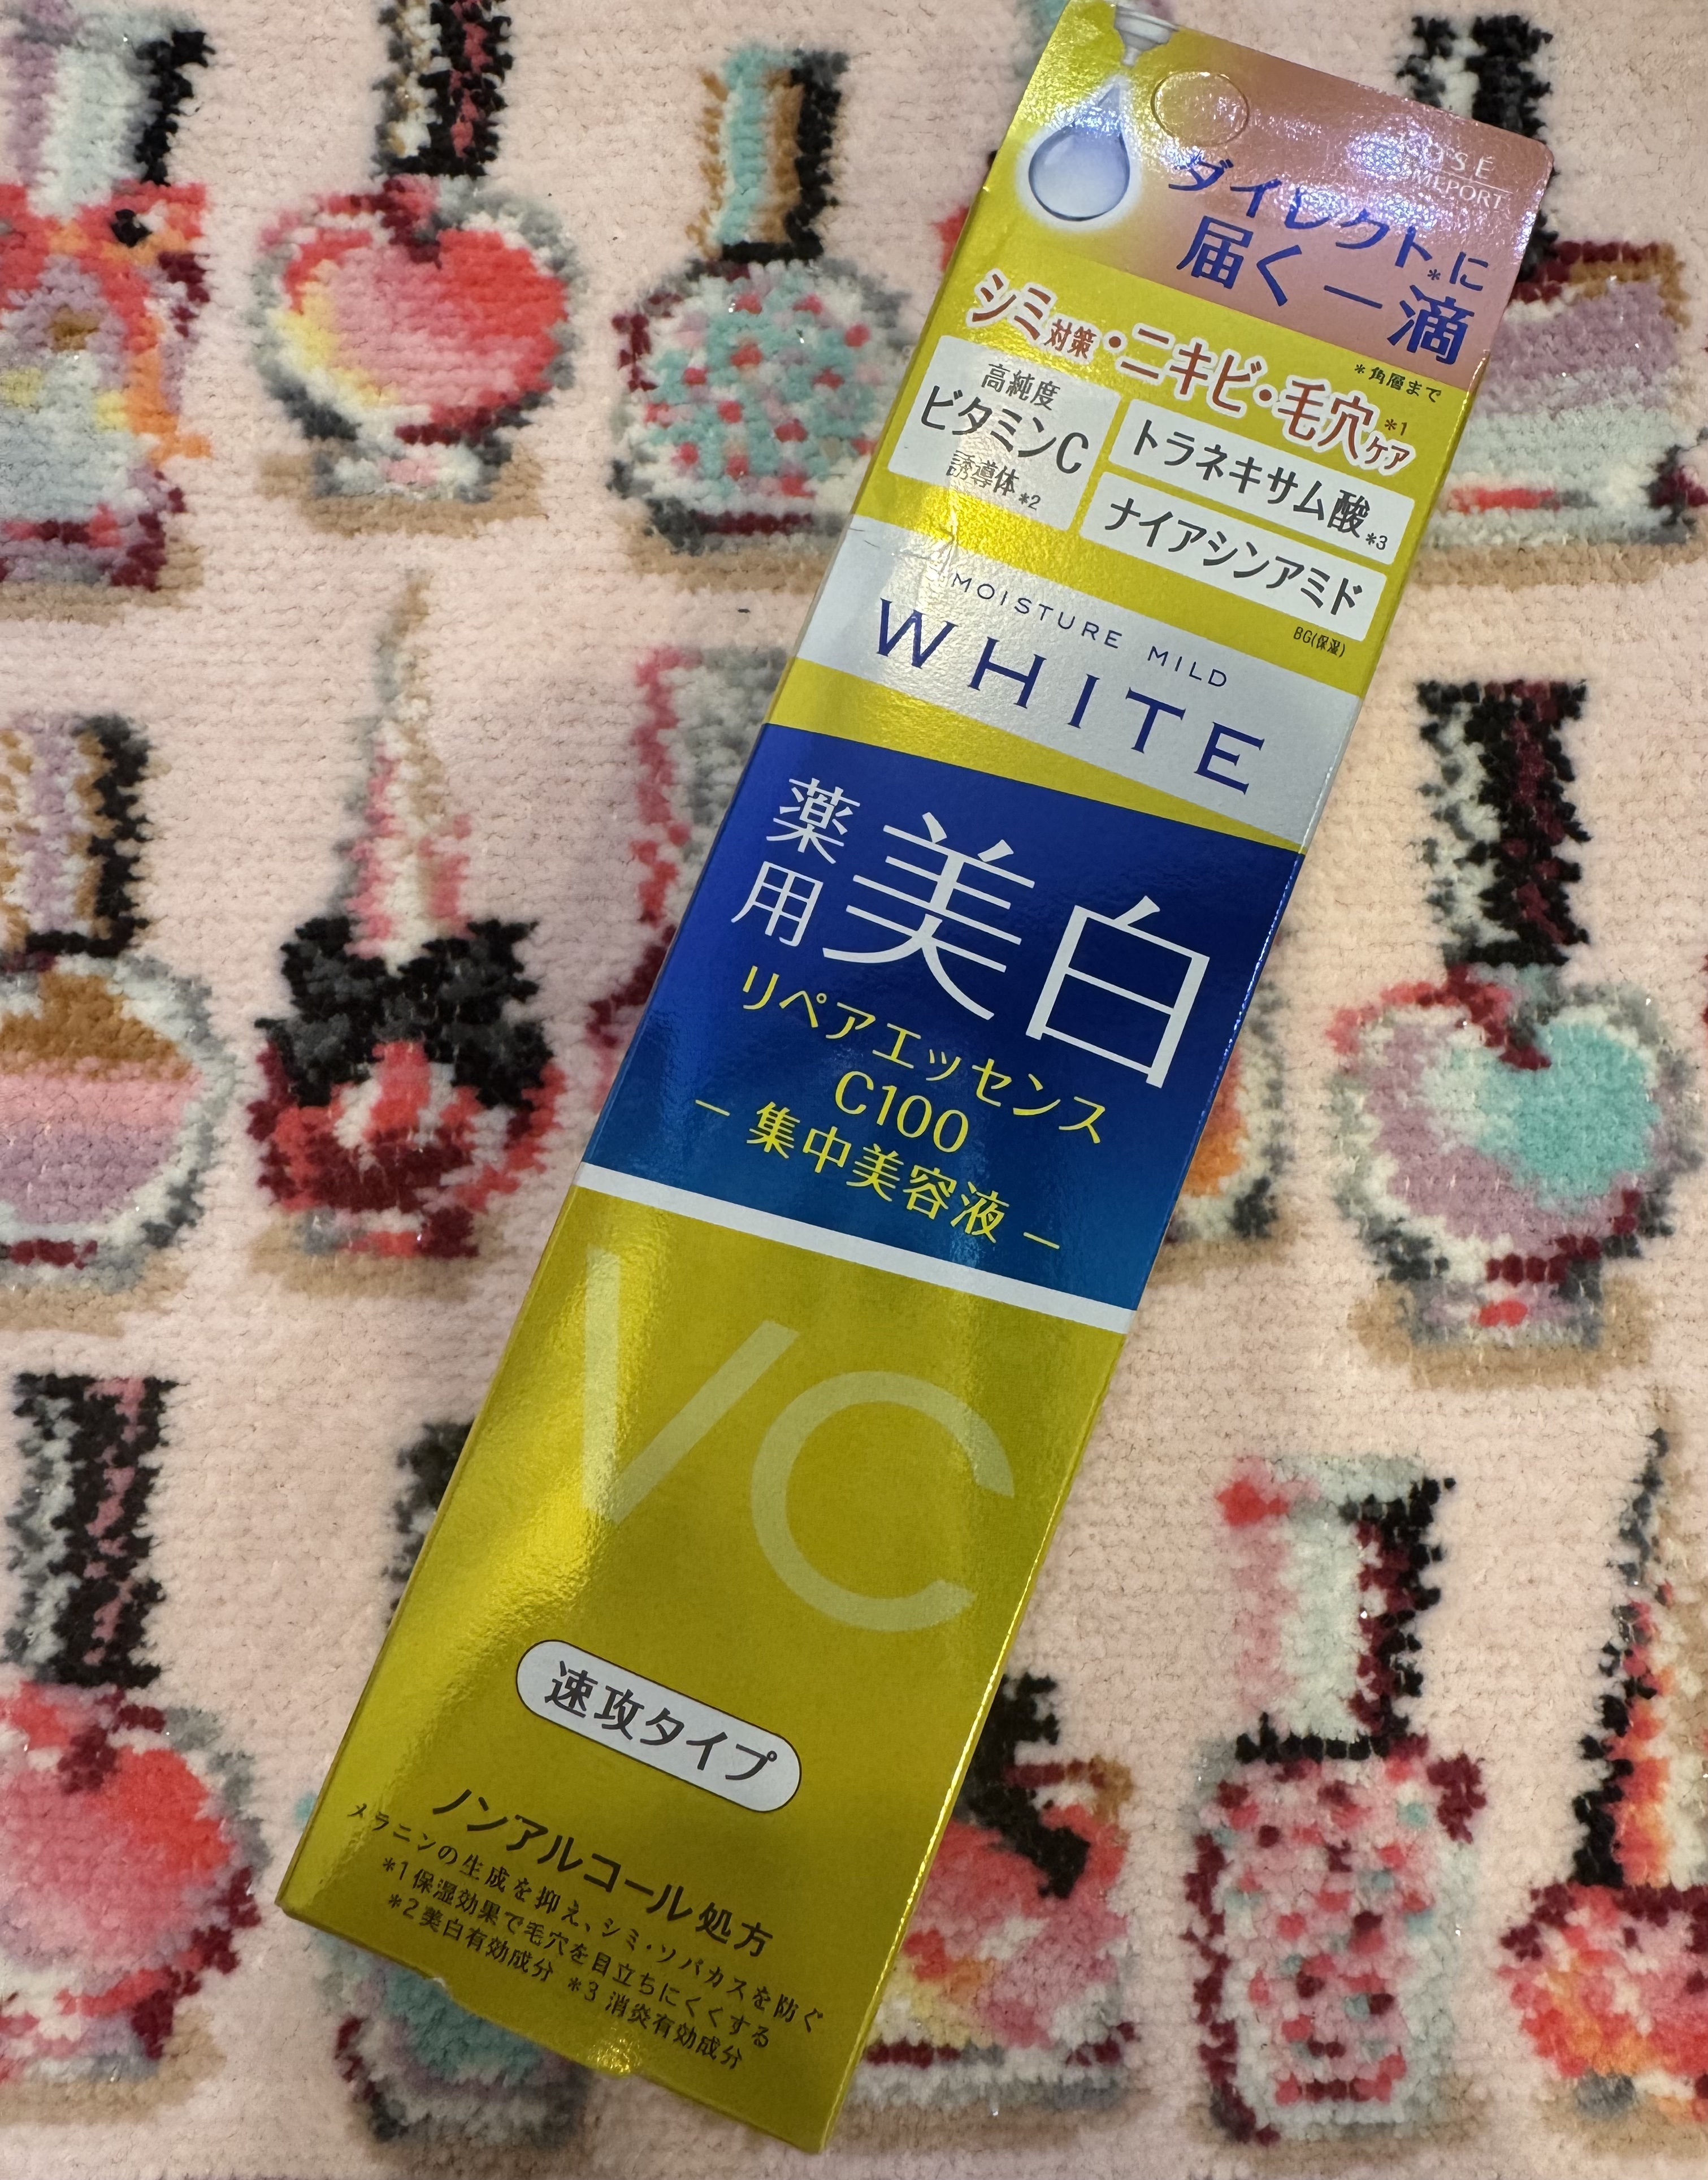 KOSÉ
COSMEPORT
ダイレクトに
届く*一滴
*角層まで
シミ対策・ニキビ・毛穴*1ケア
高純度
ビタミンC
誘導体*2
トラネキサム酸*3
ナイアシンアミド
BG(保湿)
MOISTURE MILD
WHITE
薬用美白
リペアエッセンス
C100
− 集中美容液 −
VC
速攻タイプ
ノンアルコール処方
メラニンの生成を抑え、シミ・ソバカスを防ぐ
*1 保湿効果で毛穴を目立ちにくくする
*2 美白有効成分 *3 消炎有効成分